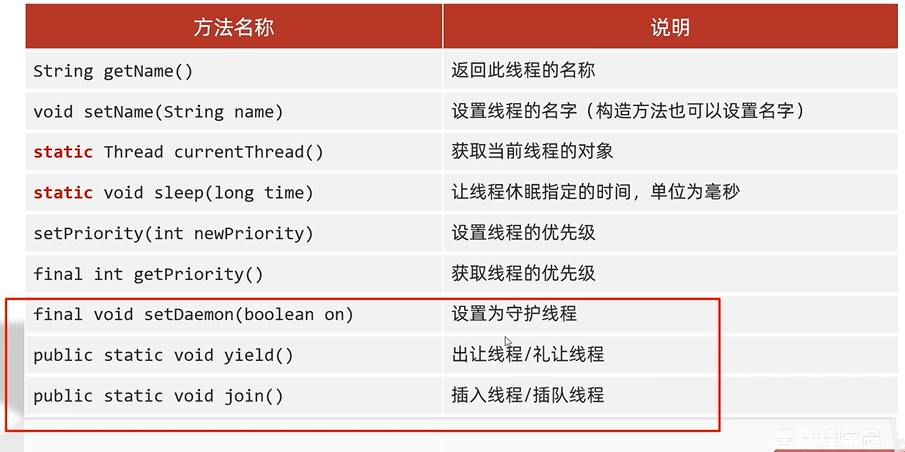 方法名称 说明
String getName() 返回此线程的名称
void setName(String name) 设置线程的名字（构造方法也可以设置名字）
static Thread currentThread() 获取当前线程的对象
static void sleep(long time) 让线程休眠指定的时间，单位为毫秒
setPriority(int newPriority) 设置线程的优先级
final int getPriority() 获取线程的优先级
final void setDaemon(boolean on) 设置为守护线程
public static void yield() 出让线程/礼让线程
public static void join() 插入线程/插队线程